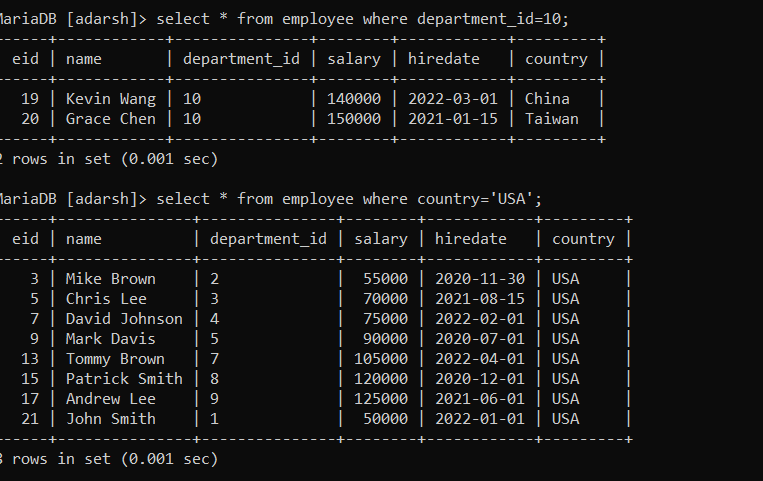 MariaDB [adarsh]> select * from employee where department_id=10;
------+------------+---------------+--------+------------+---------+
eid | name       | department_id | salary | hiredate   | country |
------+------------+---------------+--------+------------+---------+
19 | Kevin Wang | 10            | 140000 | 2022-03-01 | China   |
20 | Grace Chen | 10            | 150000 | 2021-01-15 | Taiwan  |
------+------------+---------------+--------+------------+---------+
2 rows in set (0.001 sec)
MariaDB [adarsh]> select * from employee where country='USA';
------+---------------+---------------+--------+------------+---------+
eid | name          | department_id | salary | hiredate   | country |
------+---------------+---------------+--------+------------+---------+
3 | Mike Brown    | 2             |  55000 | 2020-11-30 | USA     |
5 | Chris Lee     | 3             |  70000 | 2021-08-15 | USA     |
7 | David Johnson | 4             |  75000 | 2022-02-01 | USA     |
9 | Mark Davis    | 5             |  90000 | 2020-07-01 | USA     |
13 | Tommy Brown   | 7             | 105000 | 2022-04-01 | USA     |
15 | Patrick Smith | 8             | 120000 | 2020-12-01 | USA     |
17 | Andrew Lee    | 9             | 125000 | 2021-06-01 | USA     |
21 | John Smith    | 1             |  50000 | 2022-01-01 | USA     |
------+---------------+---------------+--------+------------+---------+
8 rows in set (0.001 sec)